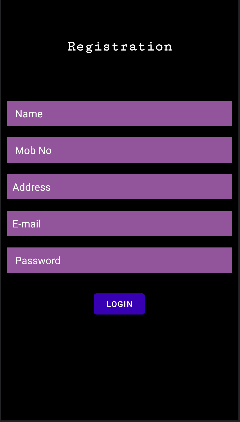 Registration
Name
Mob No
Address
E-mail
Password
LOGIN